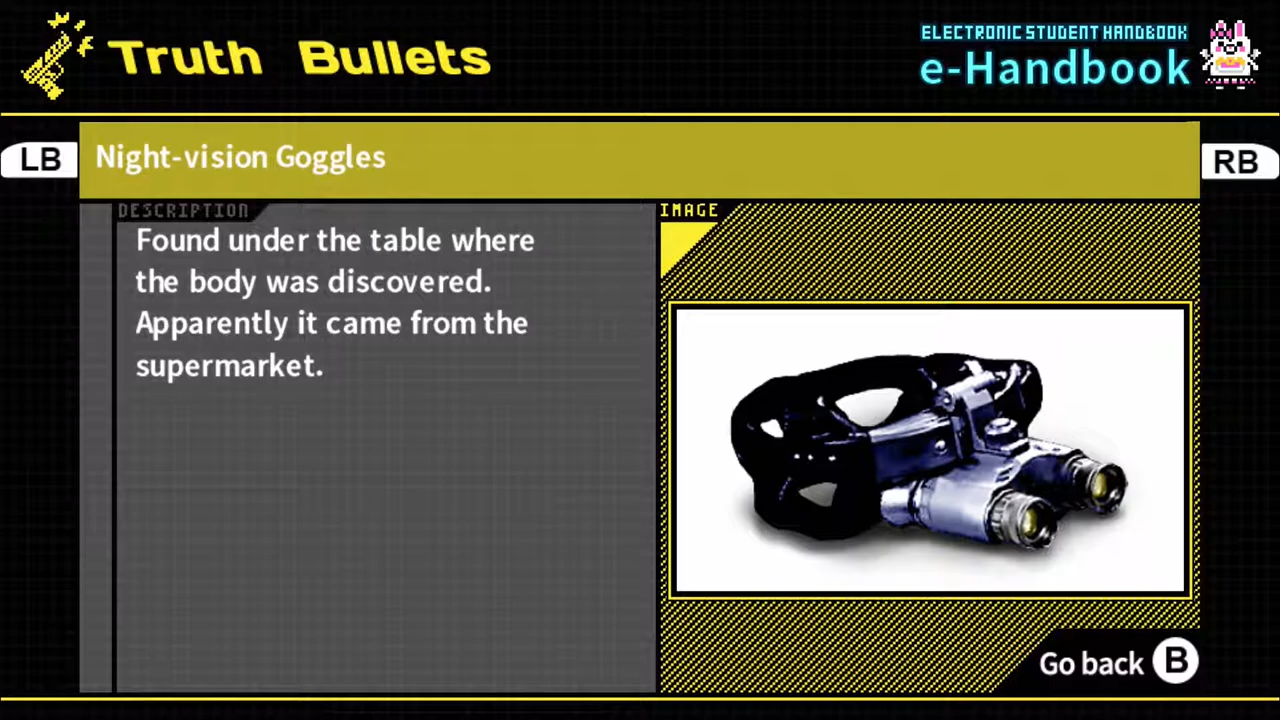 Truth Bullets
ELECTRONIC STUDENT HANDBOOK
e-Handbook
LB
Night-vision Goggles
RB
DESCRIPTION
Found under the table where
the body was discovered.
Apparently it came from the
supermarket.
IMAGE
Go back B